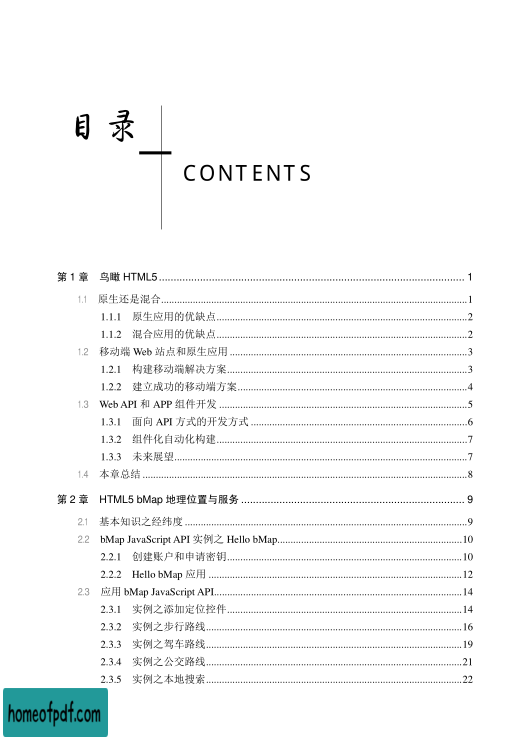 目录
CONTENTS
第 1 章 鸟瞰 HTML5 ........ 1
1.1 原生还是混合 ........ 1
1.1.1 原生应用的优缺点 ........ 2
1.1.2 混合应用的优缺点 ........ 2
1.2 移动端 Web 站点和原生应用 ........ 3
1.2.1 构建移动端解决方案 ........ 3
1.2.2 建立成功的移动端方案 ........ 4
1.3 Web API 和 APP 组件开发 ........ 5
1.3.1 面向 API 方式的开发方式 ........ 6
1.3.2 组件化自动化构建 ........ 7
1.3.3 未来展望 ........ 7
1.4 本章总结 ........ 8
第 2 章 HTML5 bMap 地理位置与服务 ........ 9
2.1 基本知识之经纬度 ........ 9
2.2 bMap JavaScript API 实例之 Hello bMap ........ 10
2.2.1 创建账户和申请密钥 ........ 10
2.2.2 Hello bMap 应用 ........ 12
2.3 应用 bMap JavaScript API ........ 14
2.3.1 实例之添加定位控件 ........ 14
2.3.2 实例之步行路线 ........ 16
2.3.3 实例之驾车路线 ........ 19
2.3.4 实例之公交路线 ........ 21
2.3.5 实例之本地搜索 ........ 22
homeofpdf.com